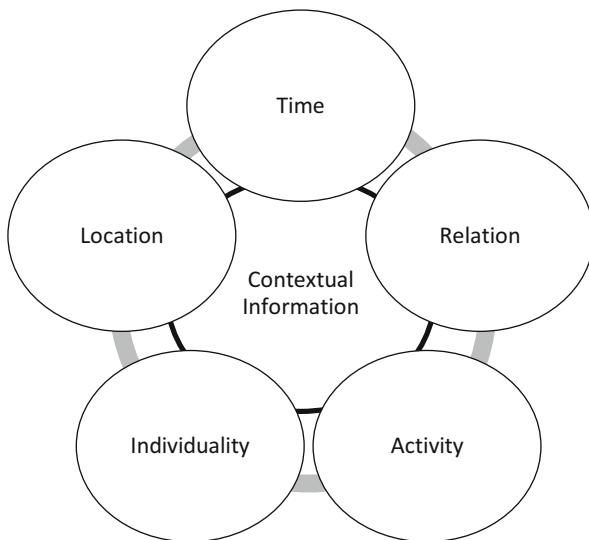 Time
Location
Relation
Contextual
Information
Individuality
Activity